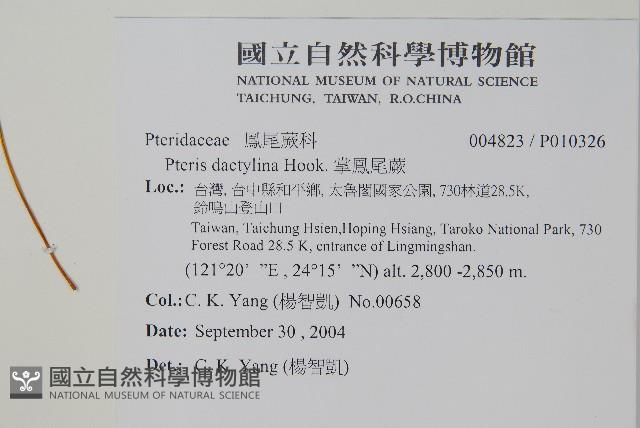 國立自然科學博物館
NATIONAL MUSEUM OF NATURAL SCIENCE
TAICHUNG, TAIWAN, R.O.CHINA
Pteridaceae 鳳尾蕨科 004823 / P010326
Pteris dactylina Hook. 掌鳳尾蕨
Loc.: 台灣, 台中縣和平鄉, 太魯閣國家公園, 730林道28.5K,
鈴鳴山登山口
Taiwan, Taichung Hsien,Hoping Hsiang, Taroko National Park, 730
Forest Road 28.5 K, entrance of Lingmingshan.
(121°20’ ”E , 24°15’ ”N) alt. 2,800 -2,850 m.
Col.: C. K. Yang (楊智凱) No.00658
Date: September 30 , 2004
Det.: C. K. Yang (楊智凱)
國立自然科學博物館
NATIONAL MUSEUM OF NATURAL SCIENCE